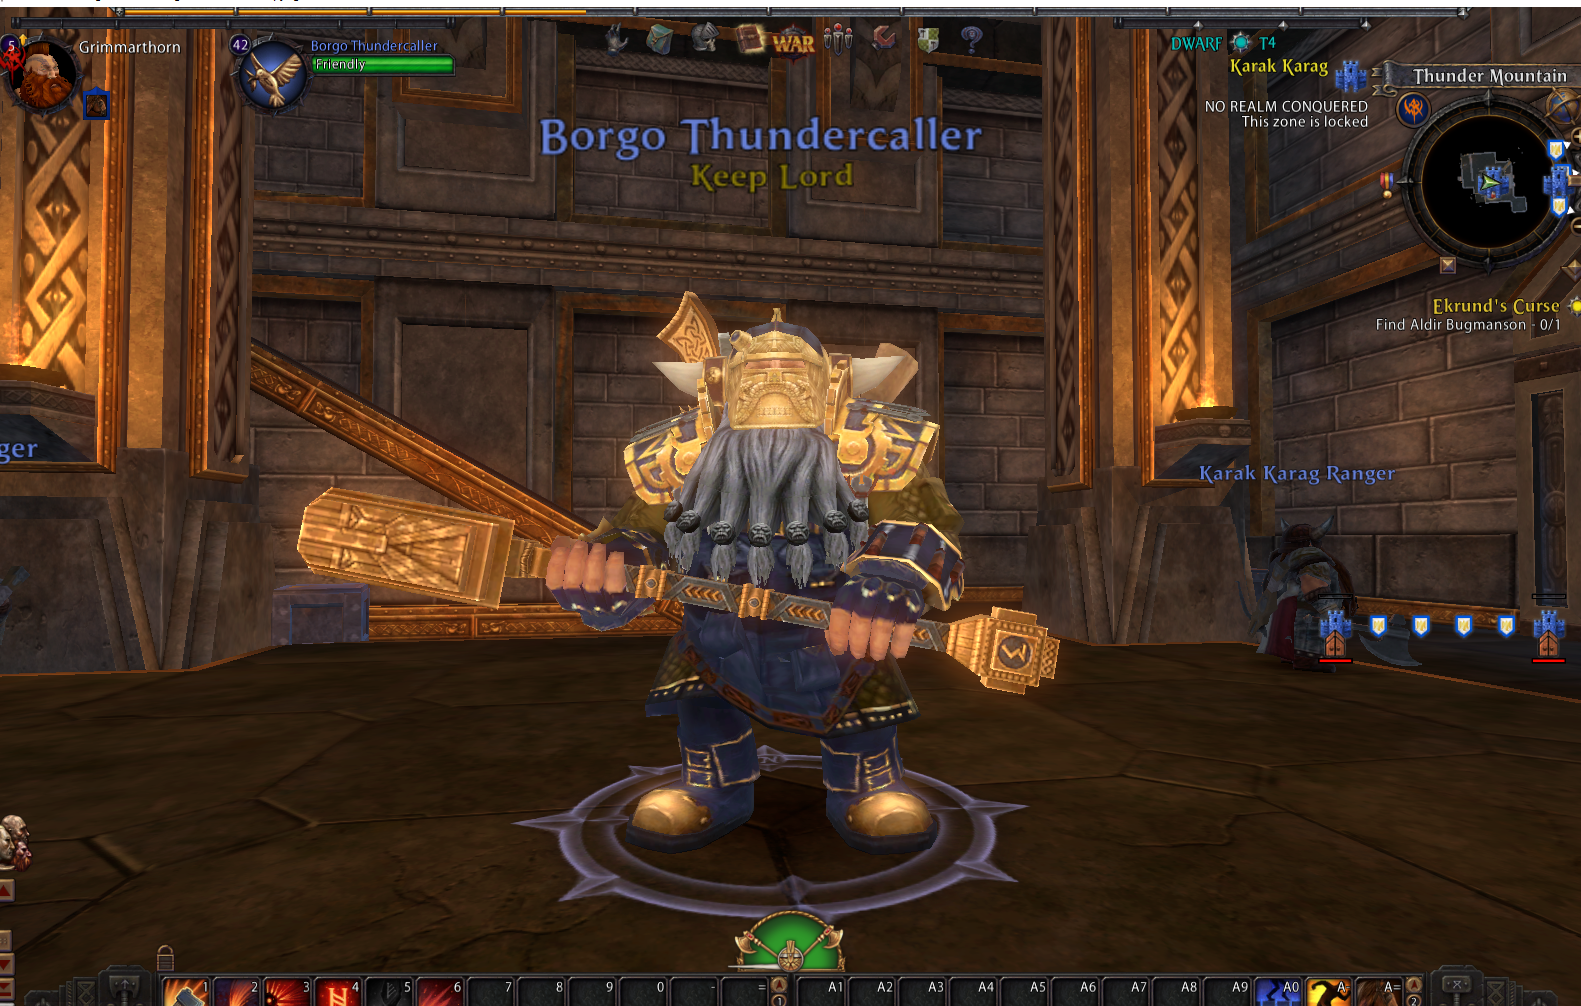 5
Grimmarthorn
42
Borgo Thundercaller
Friendly
WAR
DWARF T4
Karak Karag
Thunder Mountain
NO REALM CONQUERED
This zone is locked
Borgo Thundercaller
Keep Lord
Ekrund's Curse
Find Aldir Bugmanson - 0/1
ger
Karak Karag Ranger
1 2 3 4 5 6 7 8 9 0 - = A1 A2 A3 A4 A5 A6 A7 A8 A9 A0 A- A=
1 2